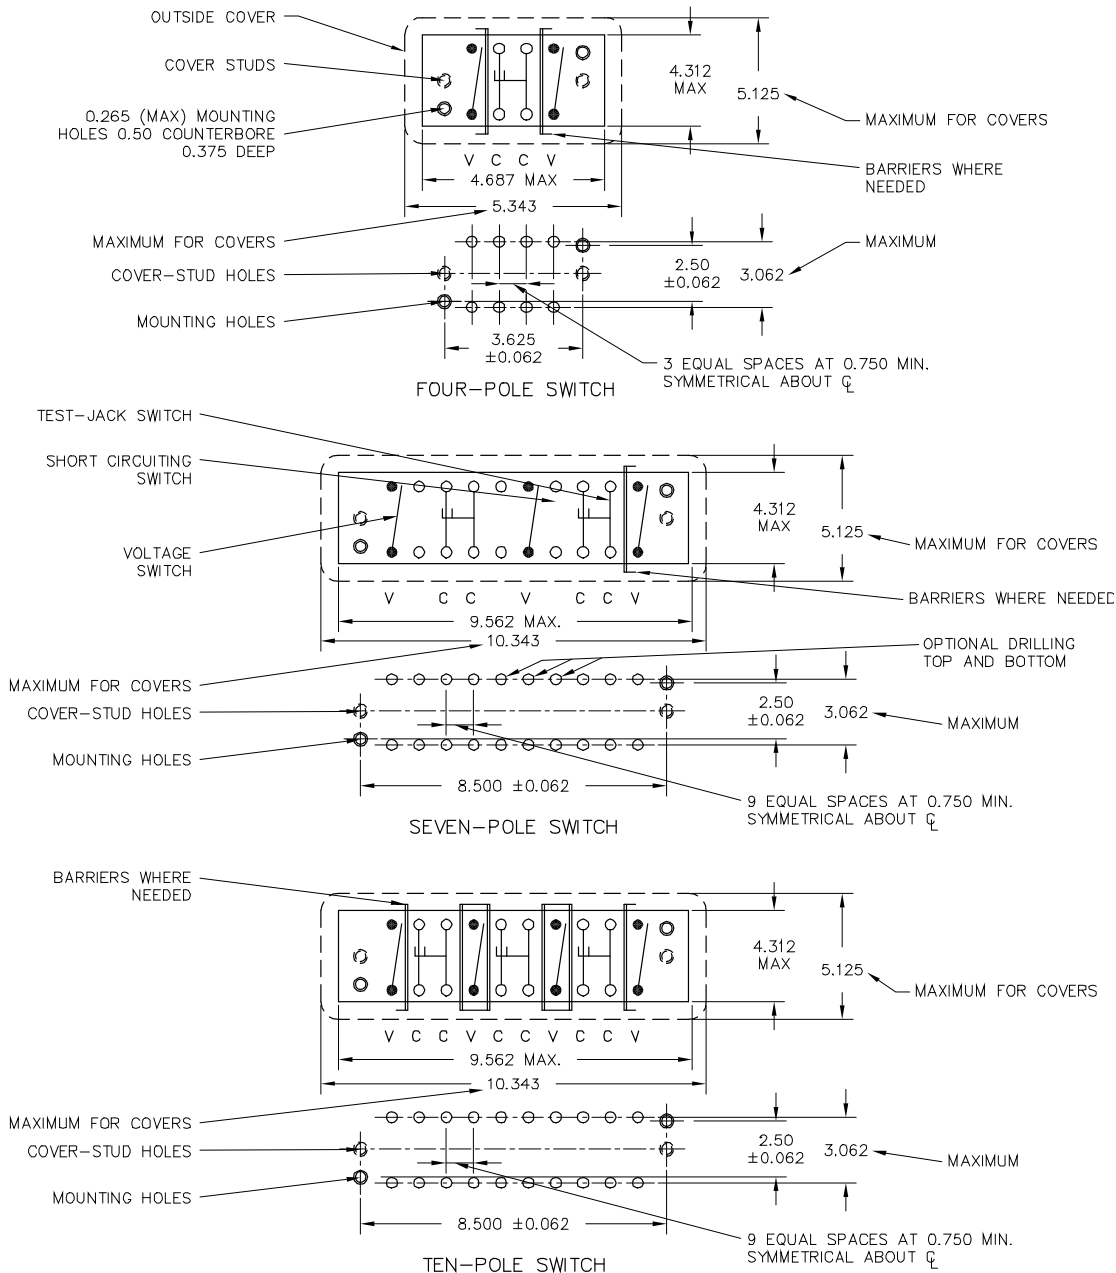 OUTSIDE COVER
COVER STUDS
0.265 (MAX) MOUNTING
HOLES 0.50 COUNTERBORE
0.375 DEEP
4.312
MAX
5.125
MAXIMUM FOR COVERS
BARRIERS WHERE
NEEDED
V C C V
4.687 MAX
5.343
MAXIMUM FOR COVERS
COVER-STUD HOLES
MOUNTING HOLES
2.50
±0.062
3.062
MAXIMUM
3.625
±0.062
3 EQUAL SPACES AT 0.750 MIN.
SYMMETRICAL ABOUT ℄
FOUR-POLE SWITCH
TEST-JACK SWITCH
SHORT CIRCUITING
SWITCH
VOLTAGE
SWITCH
4.312
MAX
5.125
MAXIMUM FOR COVERS
BARRIERS WHERE NEEDED
V C C V C C V
9.562 MAX.
10.343
OPTIONAL DRILLING
TOP AND BOTTOM
MAXIMUM FOR COVERS
COVER-STUD HOLES
MOUNTING HOLES
2.50
±0.062
3.062
MAXIMUM
8.500 ±0.062
9 EQUAL SPACES AT 0.750 MIN.
SYMMETRICAL ABOUT ℄
SEVEN-POLE SWITCH
BARRIERS WHERE
NEEDED
4.312
MAX
5.125
MAXIMUM FOR COVERS
V C C V C C V C C V
9.562 MAX.
10.343
MAXIMUM FOR COVERS
COVER-STUD HOLES
MOUNTING HOLES
2.50
±0.062
3.062
MAXIMUM
8.500 ±0.062
9 EQUAL SPACES AT 0.750 MIN.
SYMMETRICAL ABOUT ℄
TEN-POLE SWITCH